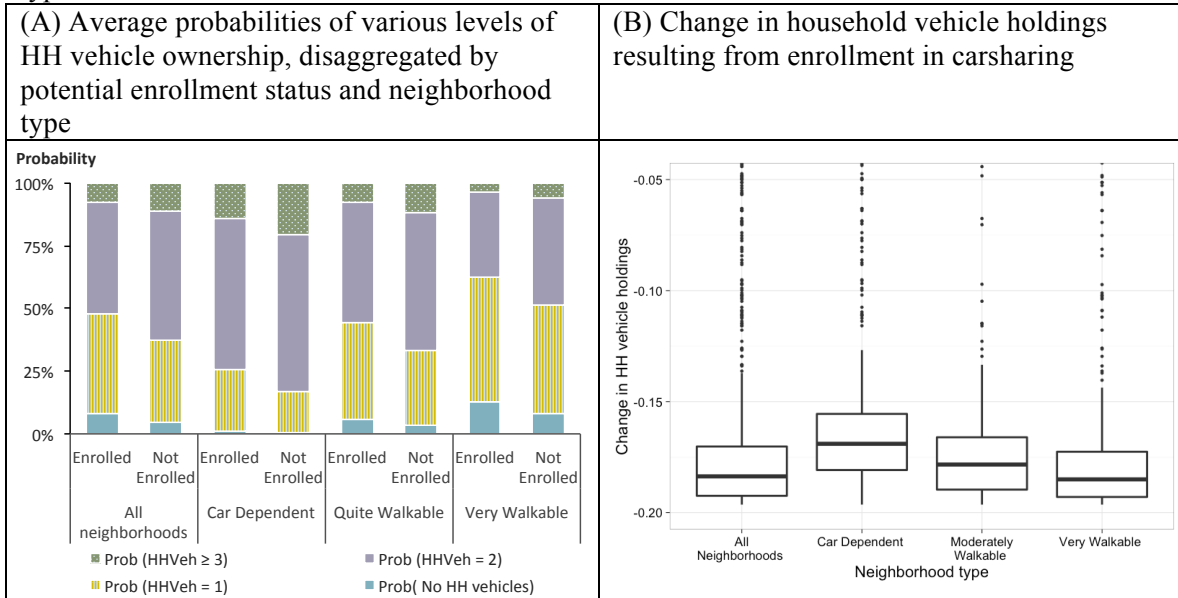 (A) Average probabilities of various levels of
HH vehicle ownership, disaggregated by
potential enrollment status and neighborhood
type
(B) Change in household vehicle holdings
resulting from enrollment in carsharing
Probability
100%
75%
50%
25%
0%
Enrolled
Not
Enrolled
Enrolled
Not
Enrolled
Enrolled
Not
Enrolled
Enrolled
Not
Enrolled
All
neighborhoods
Car Dependent
Quite Walkable
Very Walkable
Prob (HHVeh ≥ 3)
Prob (HHVeh = 2)
Prob (HHVeh = 1)
Prob( No HH vehicles)
Change in HH vehicle holdings
-0.05
-0.10
-0.15
-0.20
All
Neighborhoods
Car Dependent
Moderately
Walkable
Very Walkable
Neighborhood type